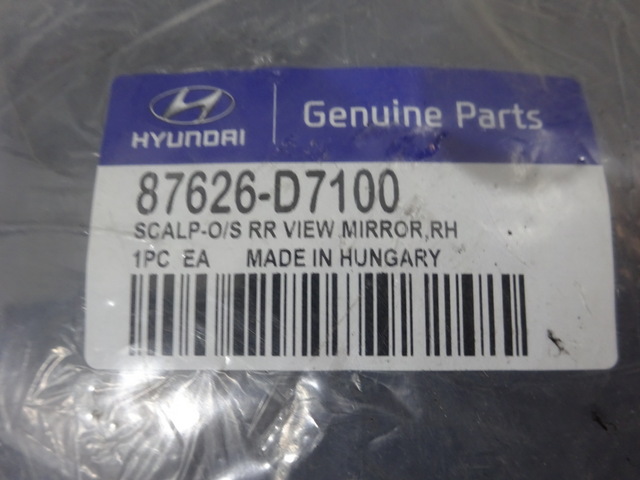 HYUNDAI
Genuine Parts
87626-D7100
SCALP-O/S RR VIEW MIRROR,RH
1PC EA MADE IN HUNGARY